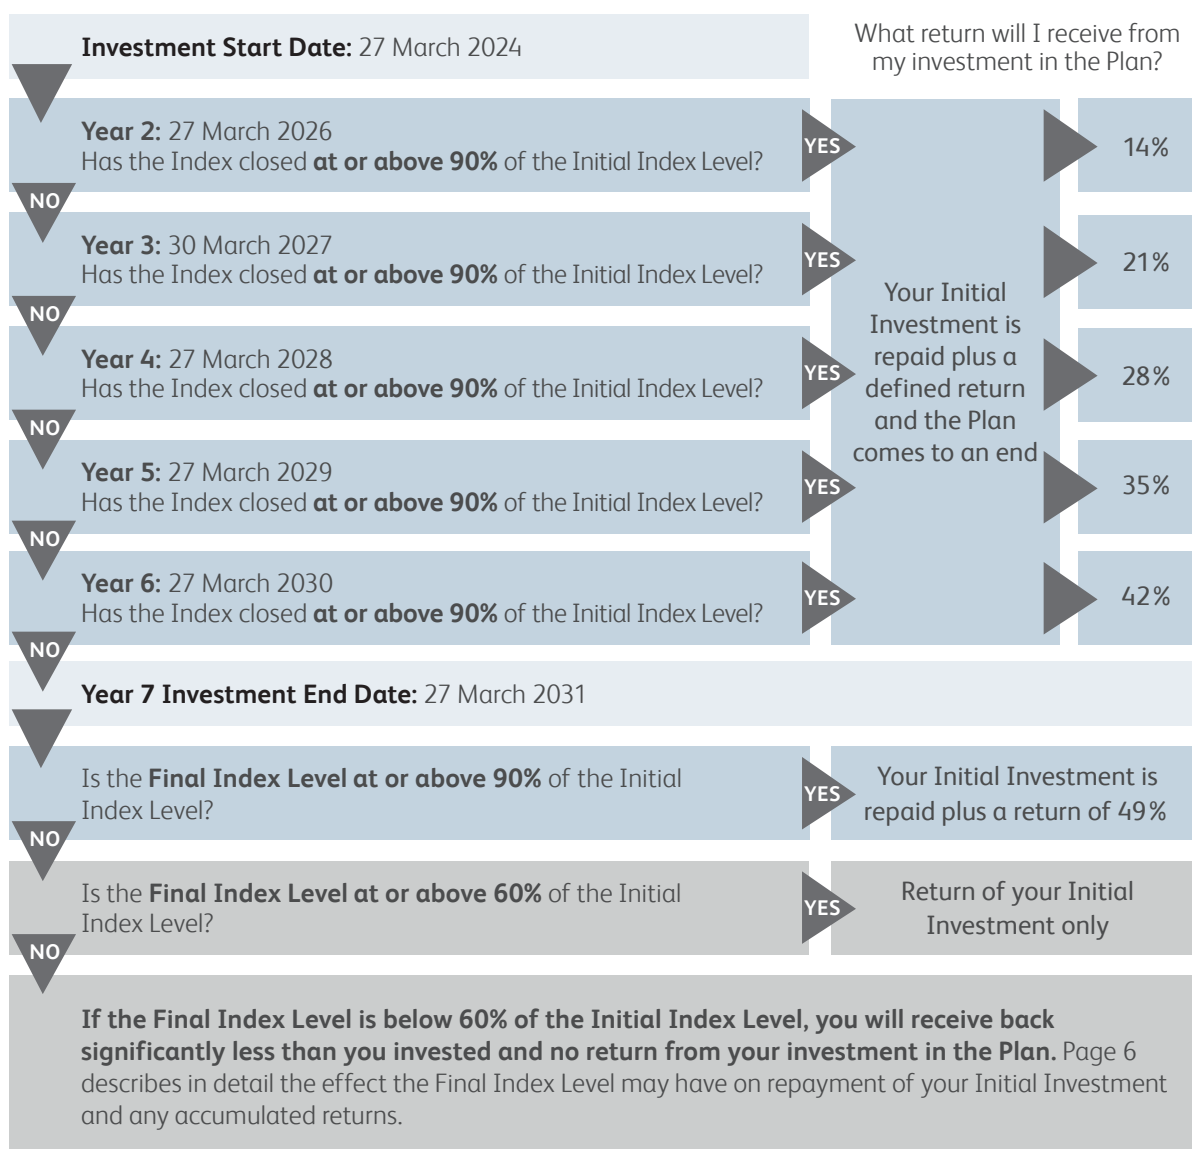 Investment Start Date: 27 March 2024
What return will I receive from
my investment in the Plan?
Year 2: 27 March 2026
Has the Index closed at or above 90% of the Initial Index Level?
YES
14%
NO
Year 3: 30 March 2027
Has the Index closed at or above 90% of the Initial Index Level?
YES
21%
NO
Year 4: 27 March 2028
Has the Index closed at or above 90% of the Initial Index Level?
YES
28%
NO
Year 5: 27 March 2029
Has the Index closed at or above 90% of the Initial Index Level?
YES
35%
NO
Year 6: 27 March 2030
Has the Index closed at or above 90% of the Initial Index Level?
YES
42%
NO
Your Initial
Investment is
repaid plus a
defined return
and the Plan
comes to an end
Year 7 Investment End Date: 27 March 2031
Is the Final Index Level at or above 90% of the Initial
Index Level?
YES
Your Initial Investment is
repaid plus a return of 49%
NO
Is the Final Index Level at or above 60% of the Initial
Index Level?
YES
Return of your Initial
Investment only
NO
If the Final Index Level is below 60% of the Initial Index Level, you will receive back
significantly less than you invested and no return from your investment in the Plan. Page 6
describes in detail the effect the Final Index Level may have on repayment of your Initial Investment
and any accumulated returns.